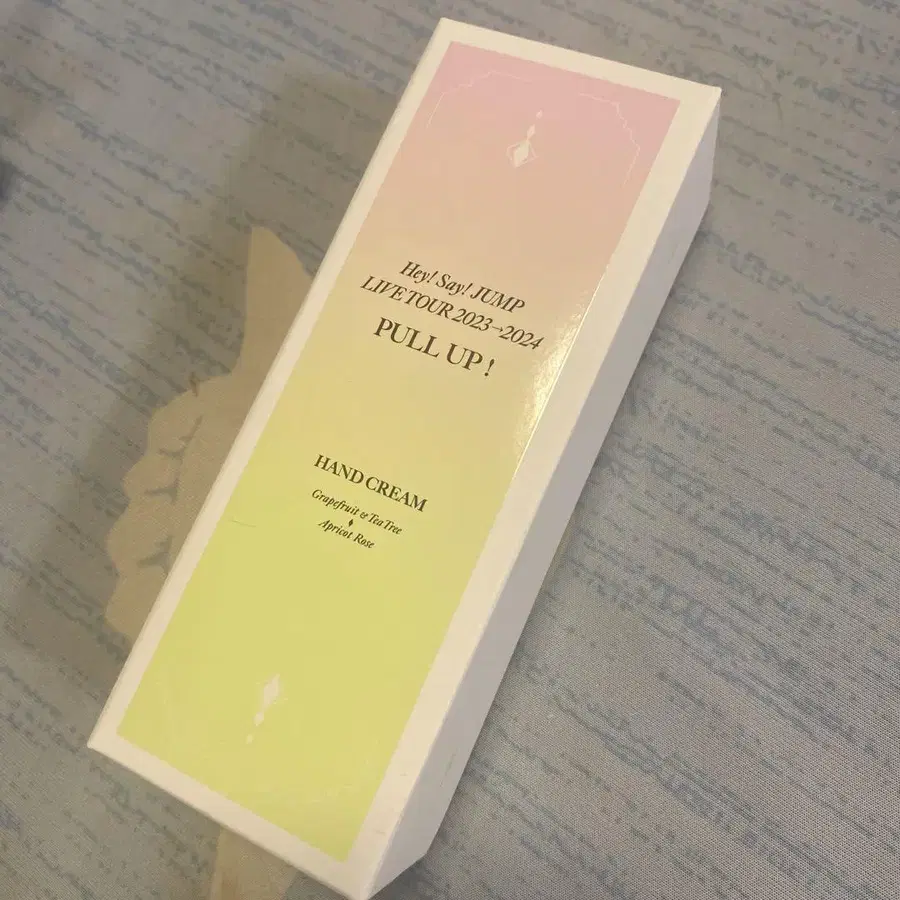 Hey! Say! JUMP
LIVE TOUR 2023→2024
PULL UP!
HAND CREAM
Grapefruit & Tea Tree
Apricot Rose